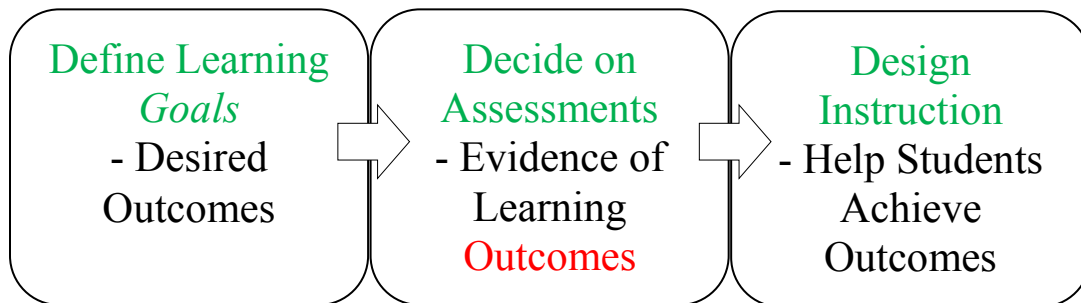 Define Learning
Goals
- Desired
Outcomes
Decide on
Assessments
- Evidence of
Learning
Outcomes
Design
Instruction
- Help Students
Achieve
Outcomes